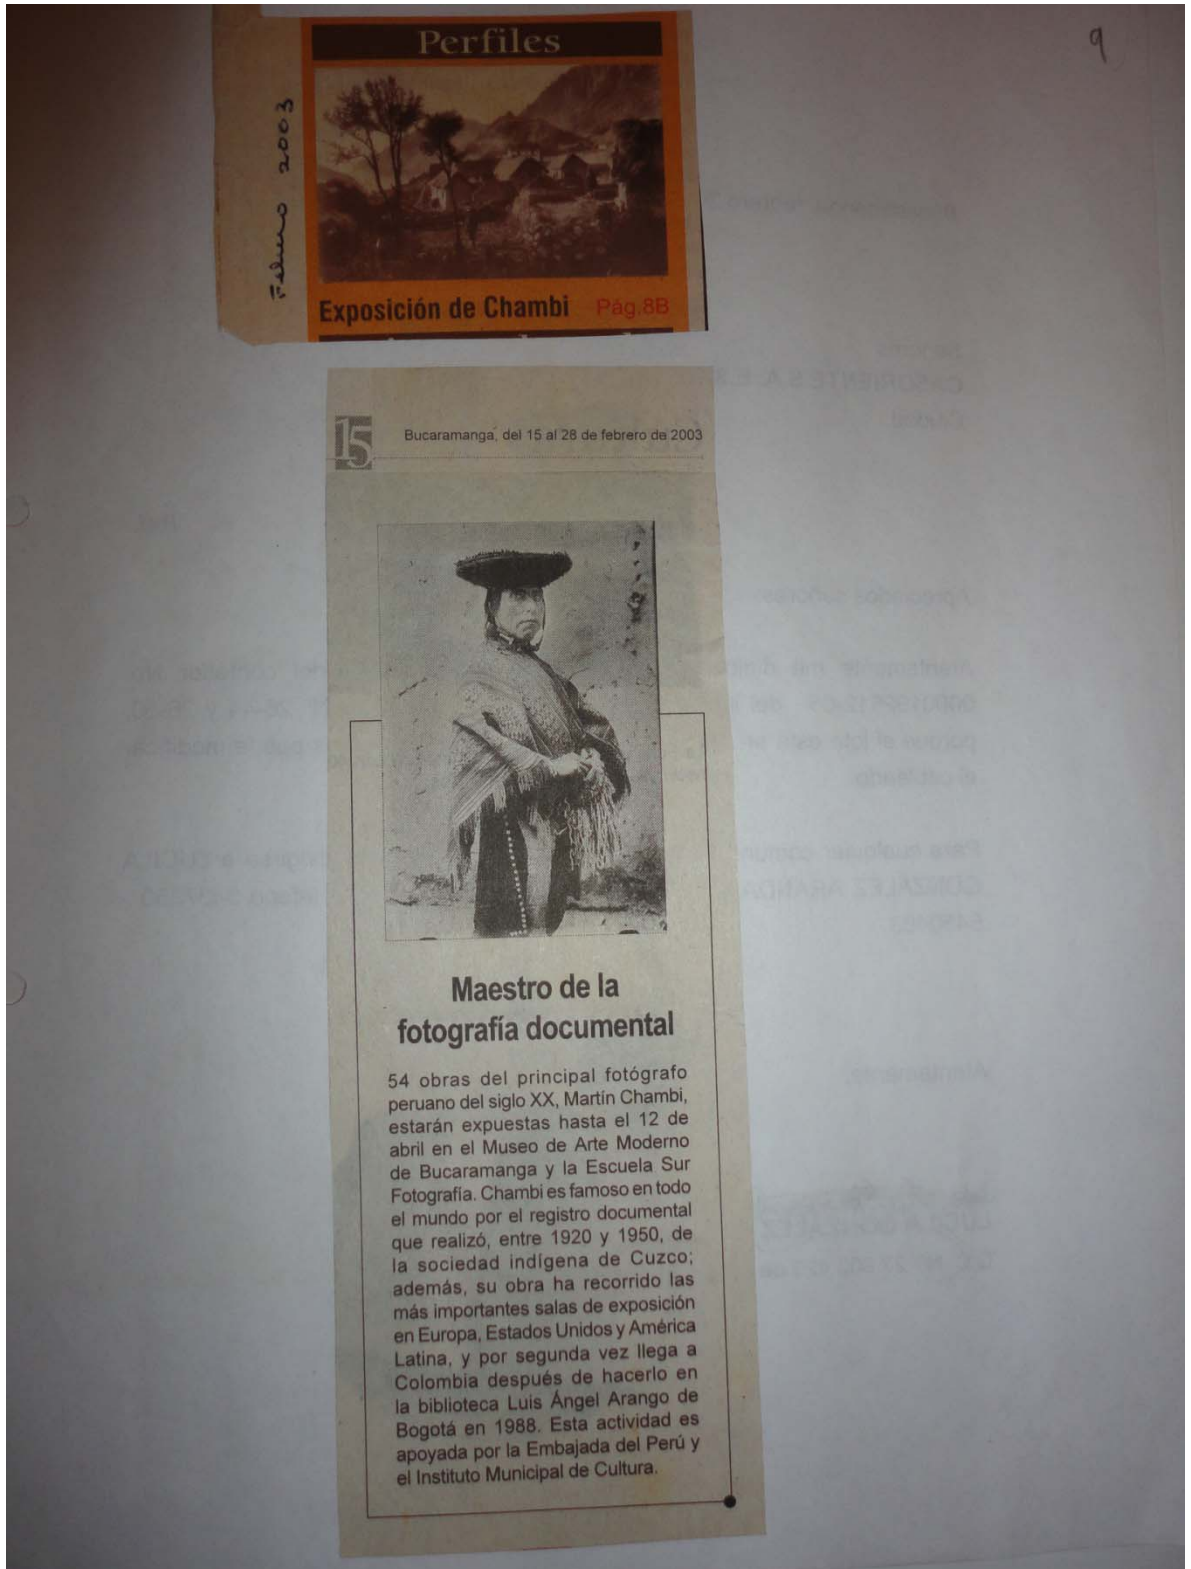 9
Perfiles
Febrero 2003
Exposición de Chambi Pág.8B
15
Bucaramanga, del 15 al 28 de febrero de 2003
Maestro de la
fotografía documental
54 obras del principal fotógrafo
peruano del siglo XX, Martín Chambi,
estarán expuestas hasta el 12 de
abril en el Museo de Arte Moderno
de Bucaramanga y la Escuela Sur
Fotografía. Chambi es famoso en todo
el mundo por el registro documental
que realizó, entre 1920 y 1950, de
la sociedad indígena de Cuzco;
además, su obra ha recorrido las
más importantes salas de exposición
en Europa, Estados Unidos y América
Latina, y por segunda vez llega a
Colombia después de hacerlo en
la biblioteca Luis Ángel Arango de
Bogotá en 1988. Esta actividad es
apoyada por la Embajada del Perú y
el Instituto Municipal de Cultura.